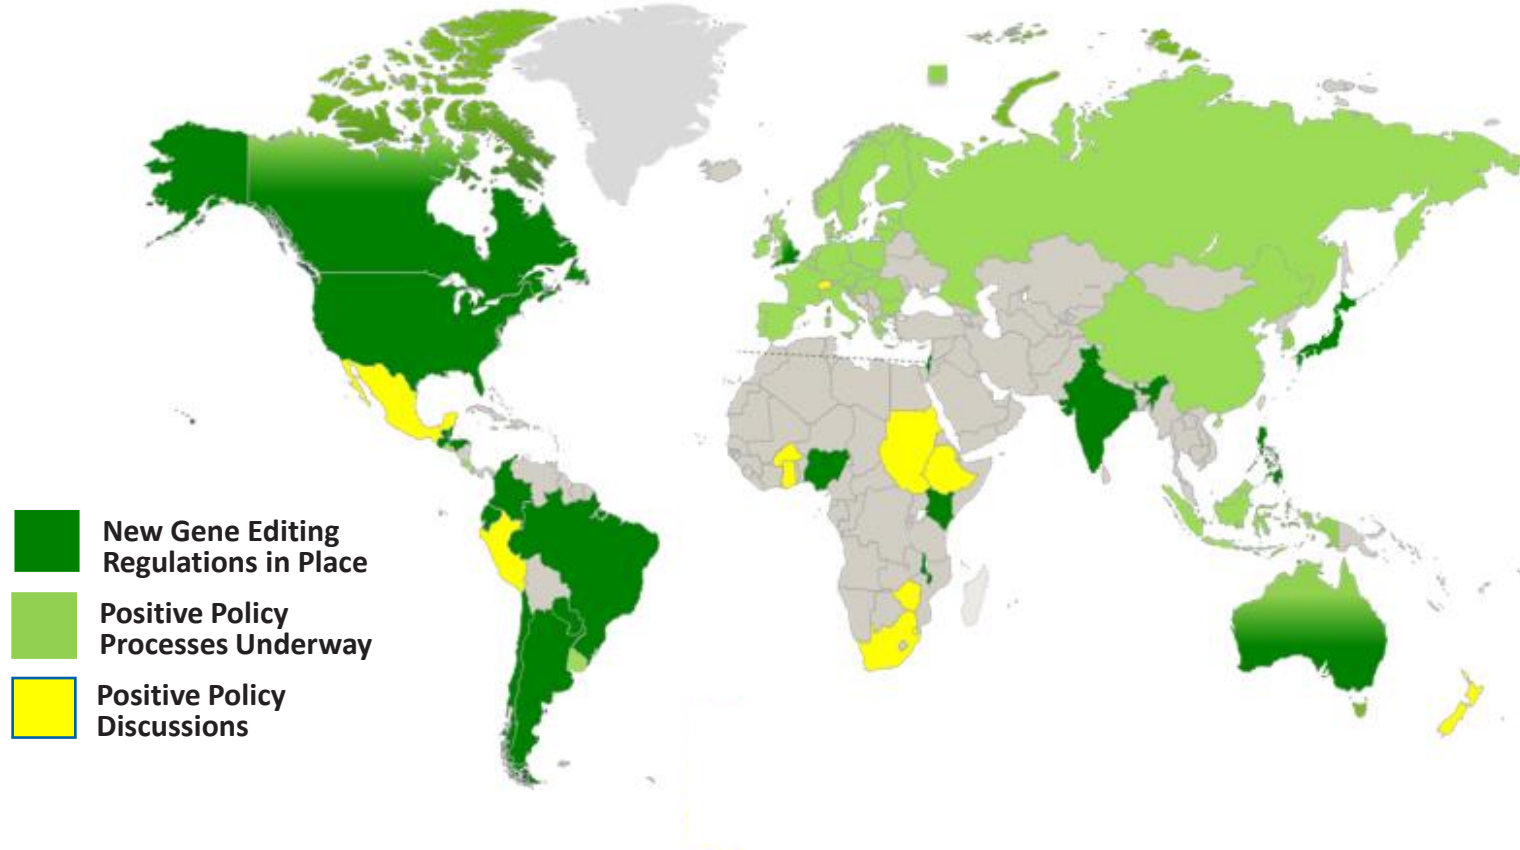 New Gene Editing
Regulations in Place
Positive Policy
Processes Underway
Positive Policy
Discussions